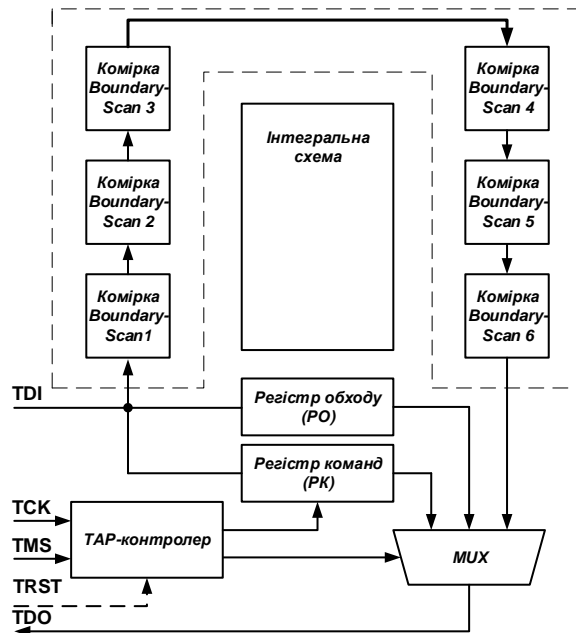 Комірка
Boundary-
Scan 3
Комірка
Boundary-
Scan 4
Інтегральна
схема
Комірка
Boundary-
Scan 2
Комірка
Boundary-
Scan 5
Комірка
Boundary-
Scan1
Комірка
Boundary-
Scan 6
TDI
Регістр обходу
(РО)
Регістр команд
(РК)
TCK
TMS
TAP-контролер
MUX
TRST
TDO